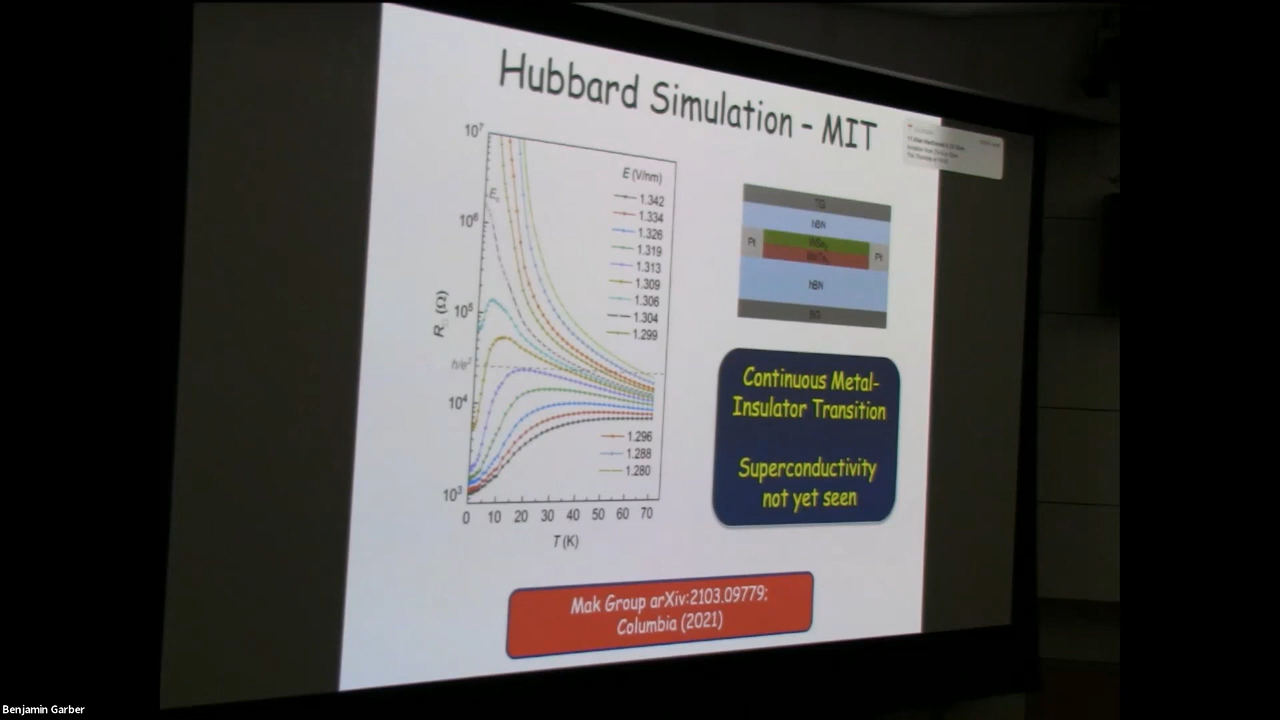 Hubbard Simulation – MIT
10⁷
10⁶
10⁵
h/e²
10⁴
10³
R□ (Ω)
0 10 20 30 40 50 60 70
T (K)
E (V/nm)
1.342
1.334
1.326
1.319
1.313
1.309
1.306
1.304
1.299
1.296
1.288
1.280
TG
hBN
Pt
WSe₂
Pt
hBN
BG
Continuous Metal-
Insulator Transition
Superconductivity
not yet seen
Mak Group arXiv:2103.09779;
Columbia (2021)
Benjamin Garber